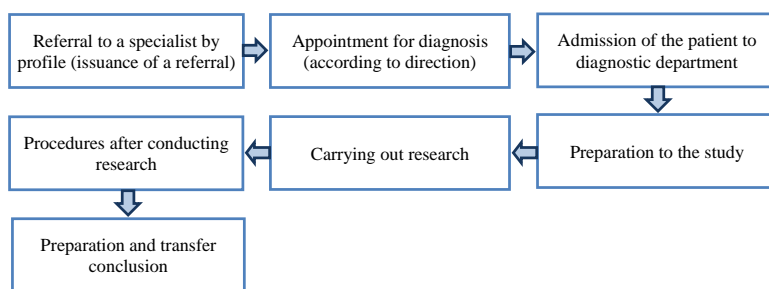 Referral to a specialist by
profile (issuance of a referral)
Appointment for diagnosis
(according to direction)
Admission of the patient to
diagnostic department
Preparation to the study
Carrying out research
Procedures after conducting
research
Preparation and transfer
conclusion